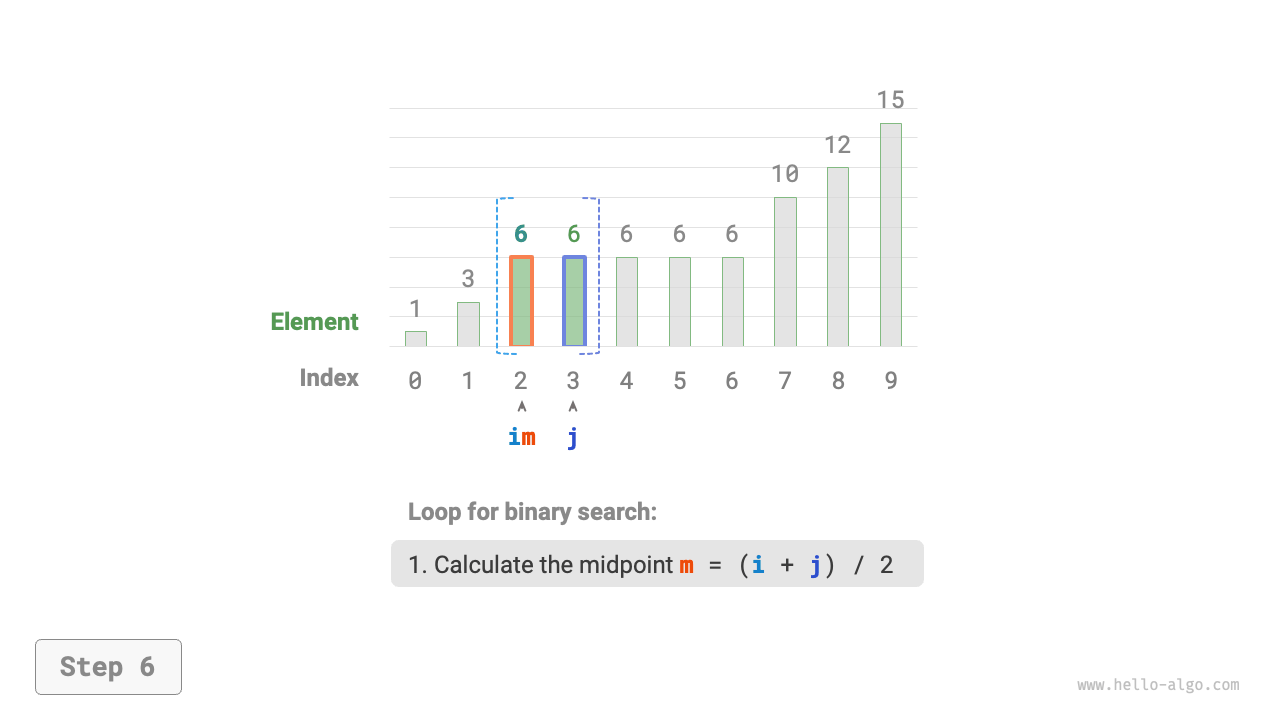 15
12
10
6 6 6 6 6
3
1
Element
Index 0 1 2 3 4 5 6 7 8 9
im j
Loop for binary search:
1. Calculate the midpoint m = (i + j) / 2
Step 6
www.hello-algo.com